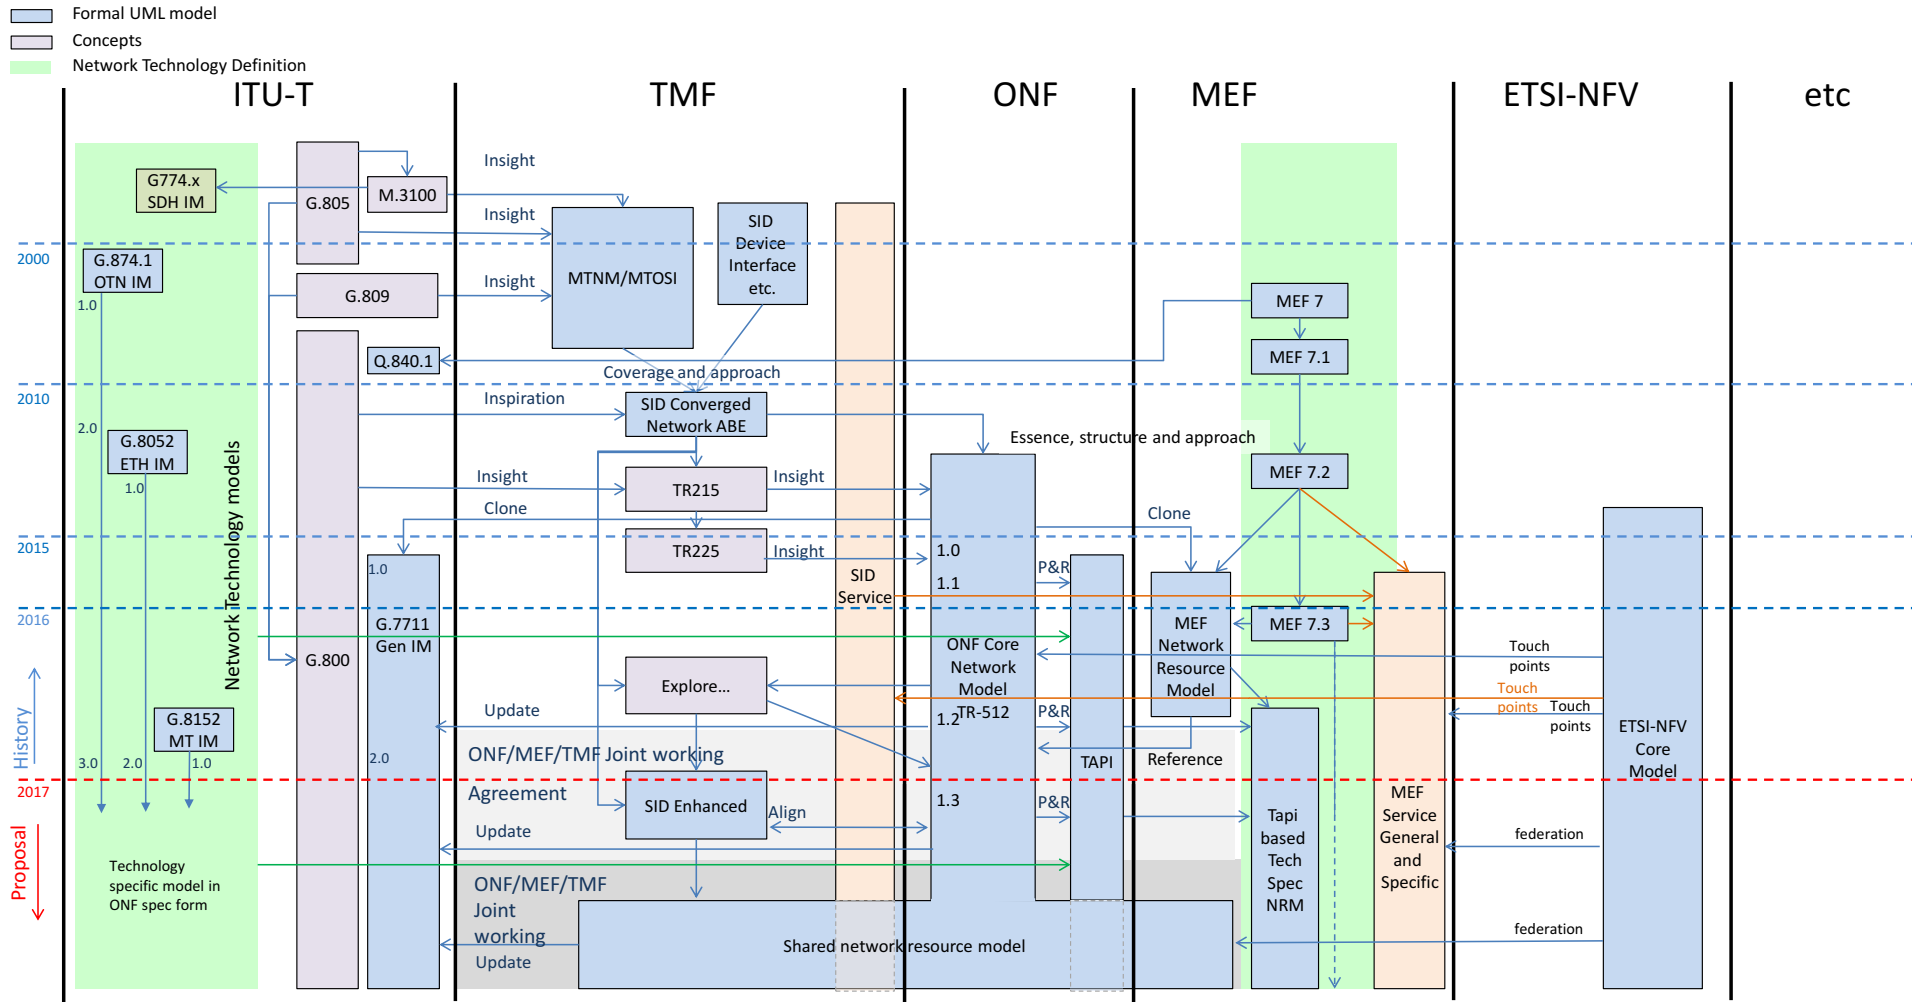 Formal UML model
Concepts
Network Technology Definition
ITU-T
TMF
ONF
MEF
ETSI-NFV
etc
G774.x
SDH IM
G.805
M.3100
Insight
Insight
MTNM/MTOSI
SID
Device
Interface
etc.
2000
G.874.1
OTN IM
1.0
G.809
Insight
MEF 7
Q.840.1
MEF 7.1
Coverage and approach
2010
Inspiration
SID Converged
Network ABE
2.0
G.8052
ETH IM
1.0
Essence, structure and approach
MEF 7.2
Network Technology models
Insight
TR215
Insight
Clone
Clone
2015
TR225
Insight
1.0
1.0
P&R
1.1
SID
Service
2016
G.7711
Gen IM
G.800
MEF
Network
Resource
Model
MEF 7.3
ONF Core
Network
Model
TR-512
Touch
points
Touch
points
Touch
points
Explore...
History
G.8152
MT IM
Update
1.2
P&R
ETSI-NFV
Core
Model
3.0
2.0
1.0
2.0
ONF/MEF/TMF Joint working
Agreement
TAPI
Reference
2017
SID Enhanced
Align
1.3
P&R
MEF
Service
General
and
Specific
Tapi
based
Tech
Spec
NRM
Update
federation
Proposal
Technology
specific model in
ONF spec form
ONF/MEF/TMF
Joint
working
Update
Shared network resource model
federation